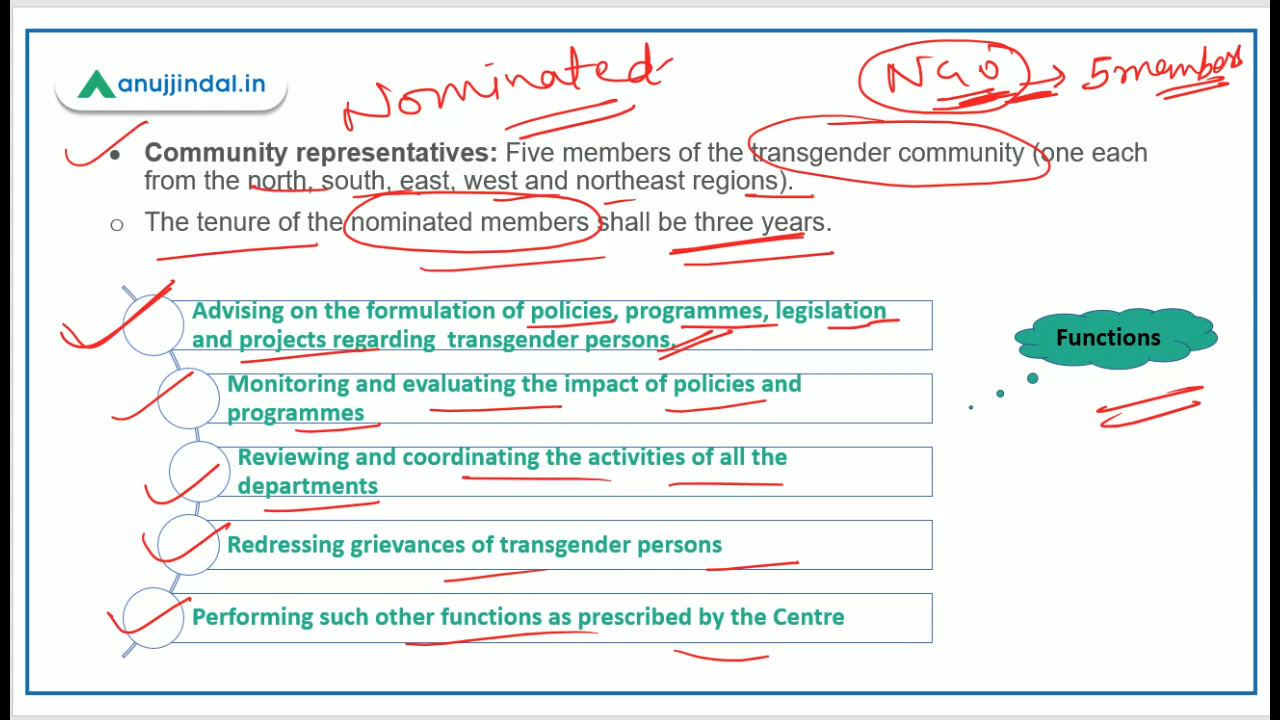 anujjindal.in
Nominated
NGO → 5 members
• Community representatives: Five members of the transgender community (one each
from the north, south, east, west and northeast regions).
o The tenure of the nominated members shall be three years.
Advising on the formulation of policies, programmes, legislation
and projects regarding transgender persons.
Functions
Monitoring and evaluating the impact of policies and
programmes
Reviewing and coordinating the activities of all the
departments
Redressing grievances of transgender persons
Performing such other functions as prescribed by the Centre